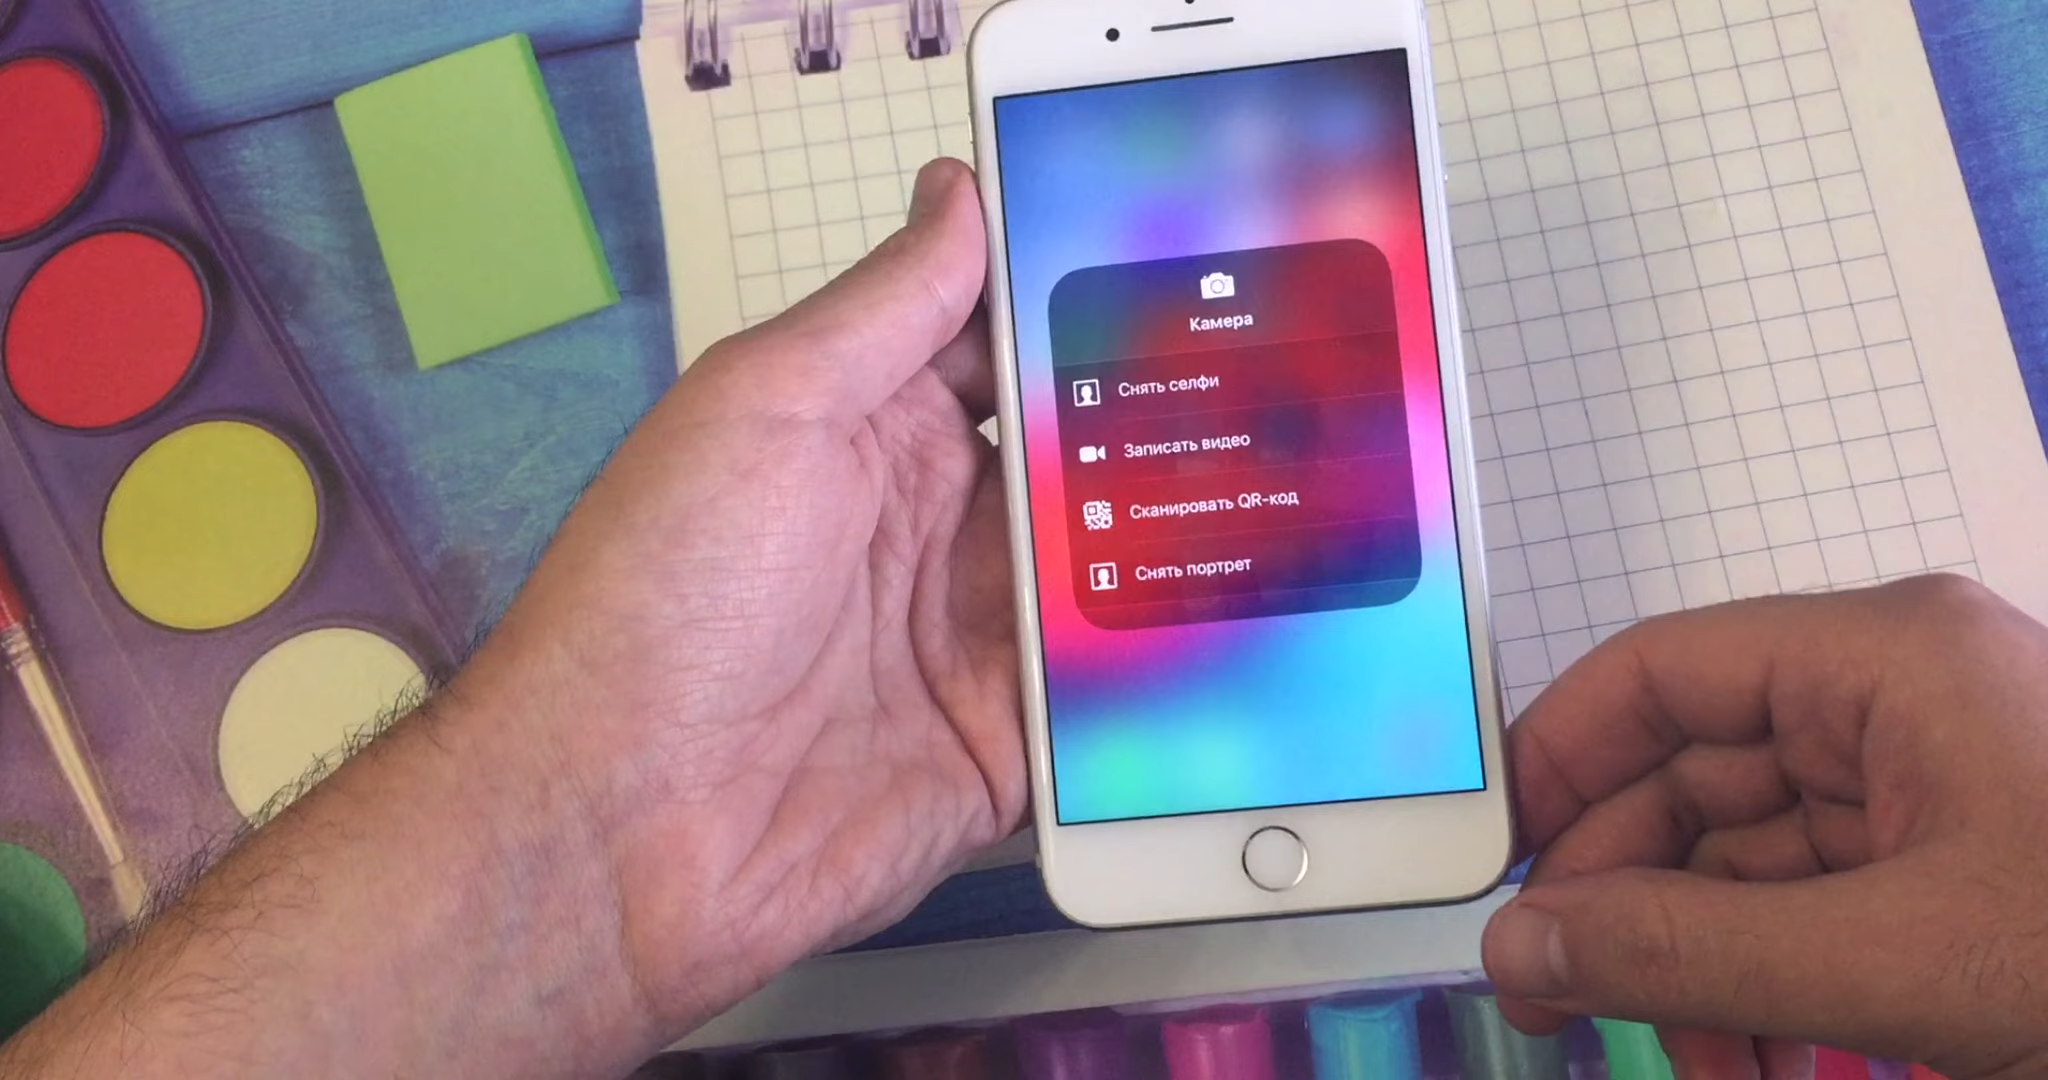 Камера
Снять селфи
Записать видео
Сканировать QR-код
Снять портрет